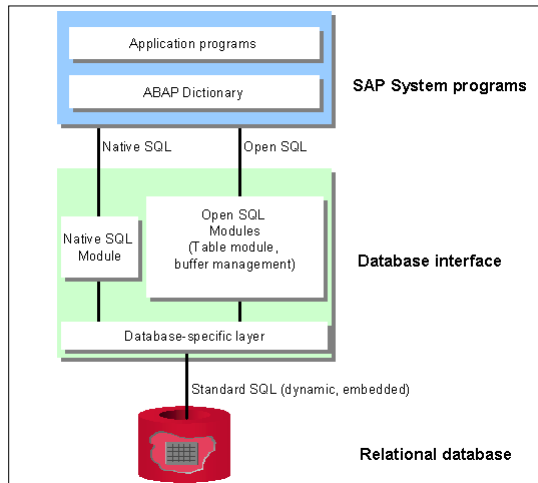 Application programs
ABAP Dictionary
SAP System programs
Native SQL
Open SQL
Native SQL
Module
Open SQL
Modules
(Table module,
buffer management)
Database interface
Database-specific layer
Standard SQL (dynamic, embedded)
Relational database